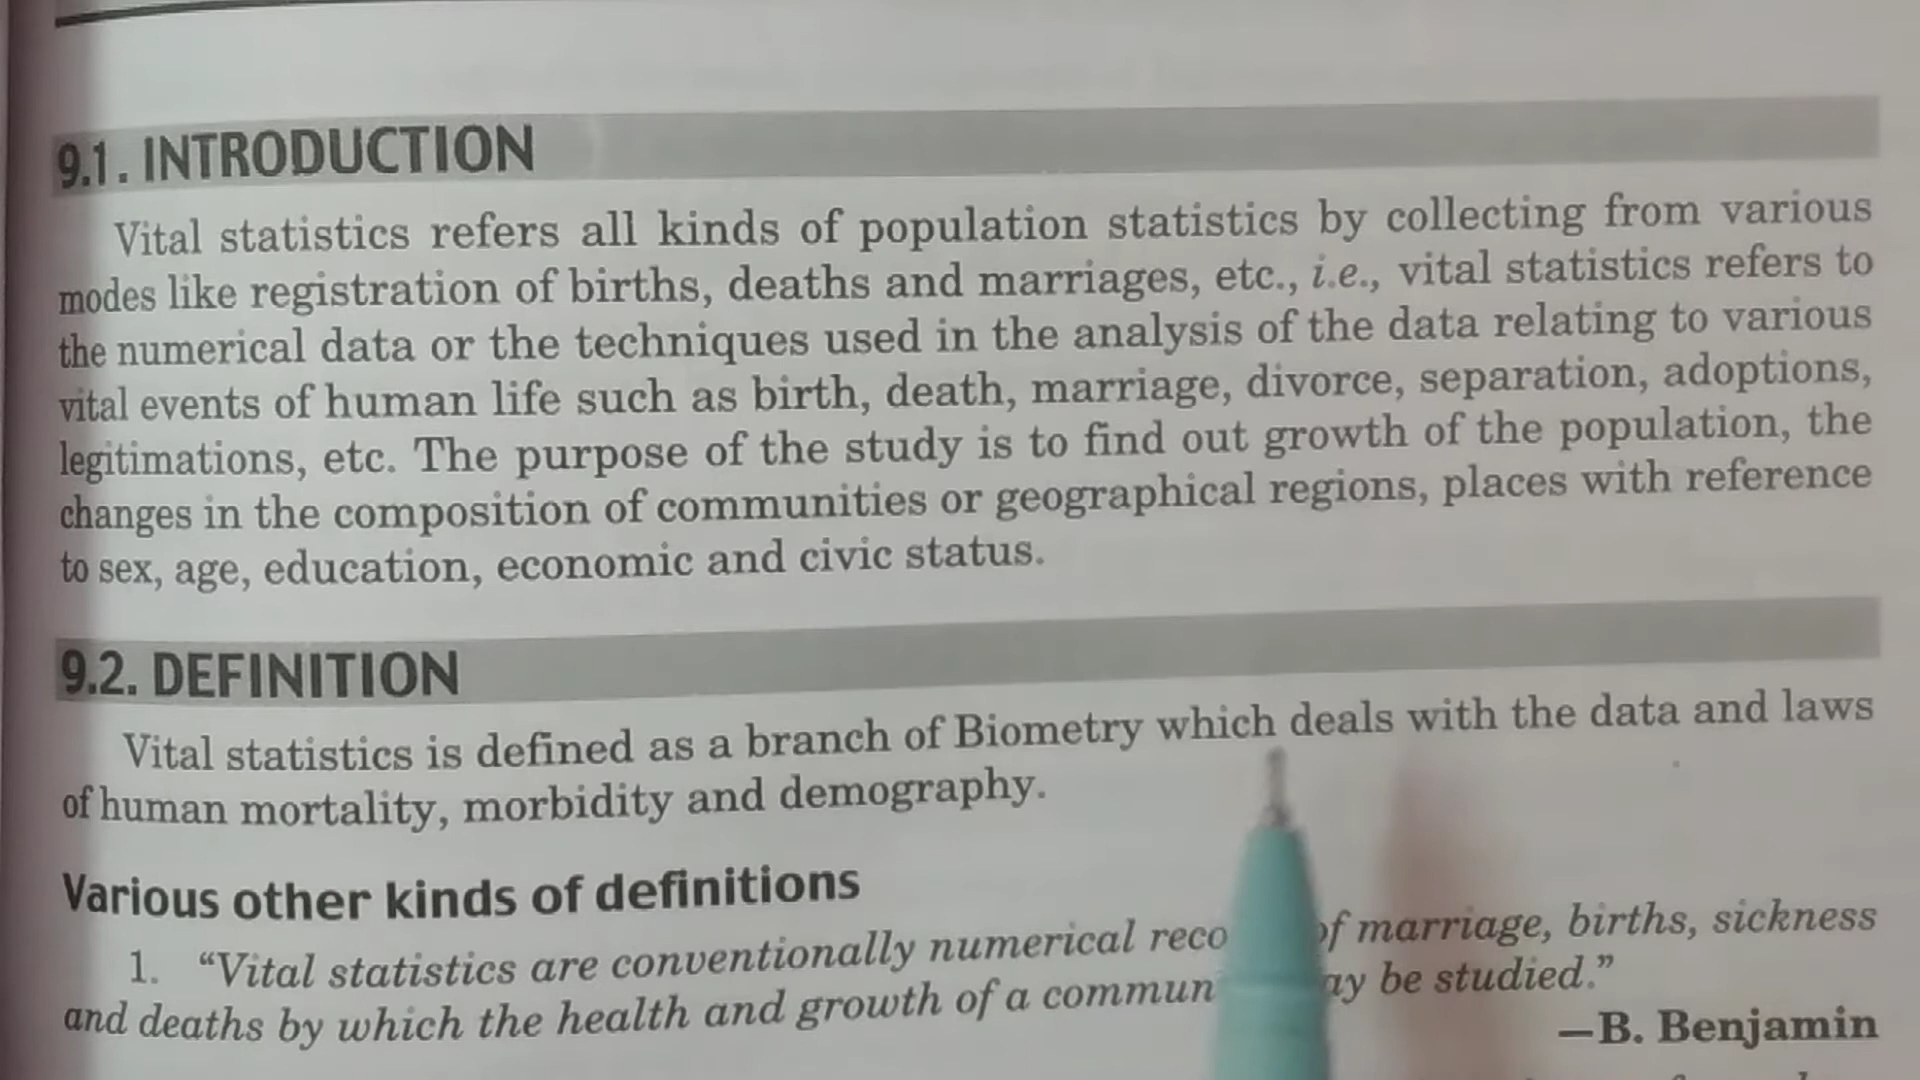 9.1. INTRODUCTION
Vital statistics refers all kinds of population statistics by collecting from various
modes like registration of births, deaths and marriages, etc., i.e., vital statistics refers to
the numerical data or the techniques used in the analysis of the data relating to various
vital events of human life such as birth, death, marriage, divorce, separation, adoptions,
legitimations, etc. The purpose of the study is to find out growth of the population, the
changes in the composition of communities or geographical regions, places with reference
to sex, age, education, economic and civic status.
9.2. DEFINITION
Vital statistics is defined as a branch of Biometry which deals with the data and laws
of human mortality, morbidity and demography.
Various other kinds of definitions
1. “Vital statistics are conventionally numerical marriage, births, sickness
and deaths by which the health and growth of a be studied.”
—B. Benjamin